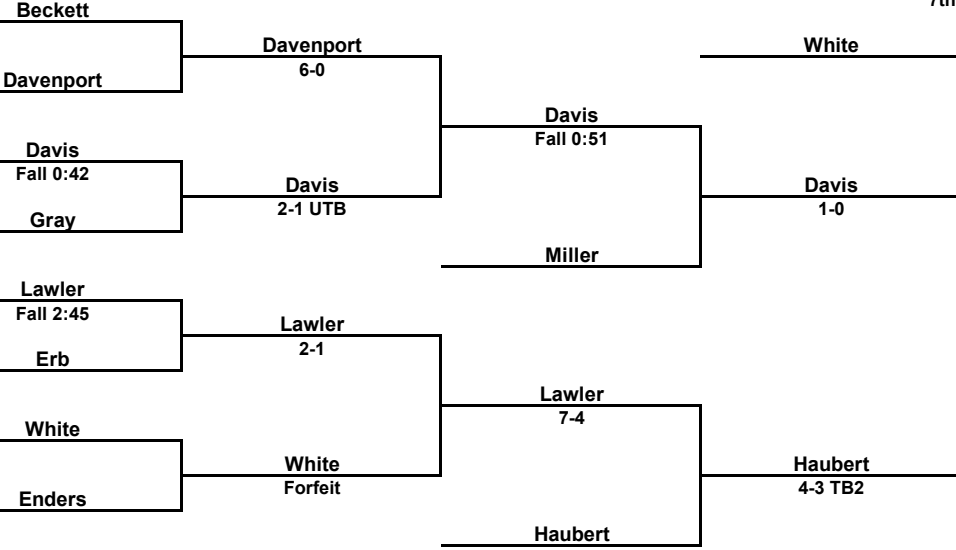 Beckett
7th
Davenport
White
6-0
Davenport
Davis
Fall 0:51
Davis
Fall 0:42
Davis
Davis
2-1 UTB
1-0
Gray
Miller
Lawler
Fall 2:45
Lawler
2-1
Erb
Lawler
7-4
White
White
Haubert
Forfeit
4-3 TB2
Enders
Haubert